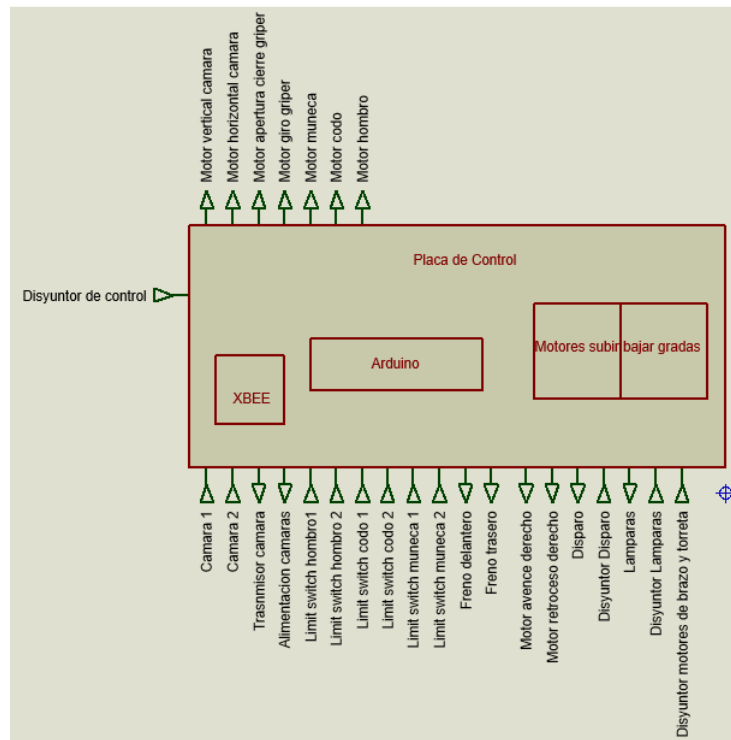 Motor vertical camara
Motor horizontal camara
Motor apertura cierre griper
Motor giro griper
Motor muneca
Motor codo
Motor hombro
Placa de Control
Disyuntor de control
Motores subir
bajar gradas
Arduino
XBEE
Camara 1
Camara 2
Trasnmisor camara
Alimentacion camaras
Limit switch hombro1
Limit switch hombro 2
Limit switch codo 1
Limit switch codo 2
Limit switch muneca 1
Limit switch muneca 2
Freno delantero
Freno trasero
Motor avence derecho
Motor retroceso derecho
Disparo
Disyuntor Disparo
Lamparas
Disyuntor Lamparas
Disyuntor motores de brazo y torreta